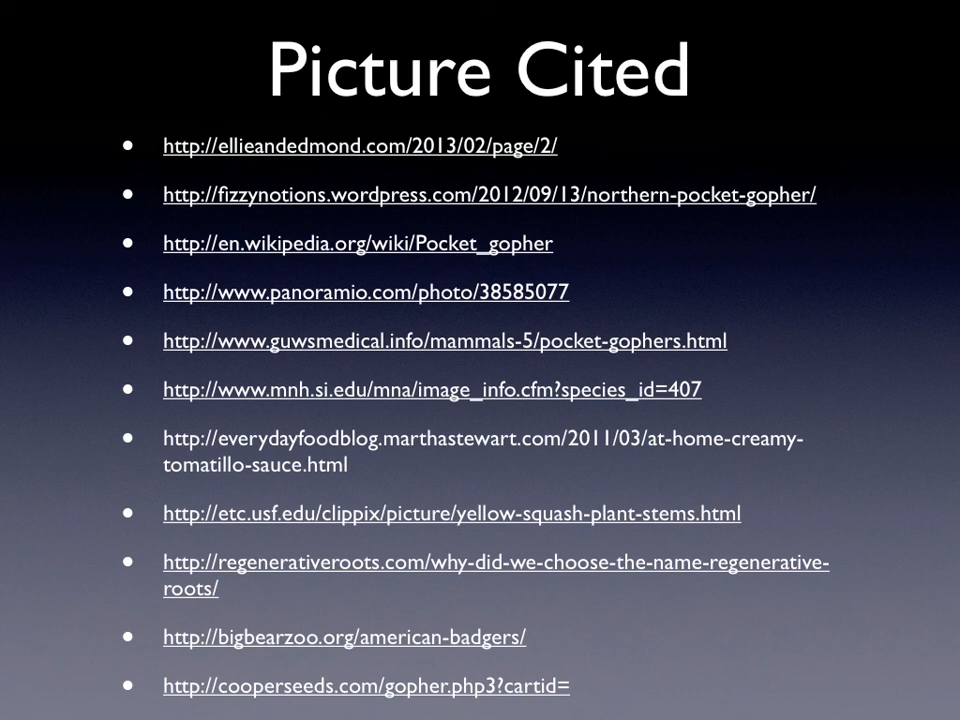 Picture Cited
• http://ellieandedmond.com/2013/02/page/2/
• http://fizzynotions.wordpress.com/2012/09/13/northern-pocket-gopher/
• http://en.wikipedia.org/wiki/Pocket_gopher
• http://www.panoramio.com/photo/38585077
• http://www.guwsmedical.info/mammals-5/pocket-gophers.html
• http://www.mnh.si.edu/mna/image_info.cfm?species_id=407
• http://everydayfoodblog.marthastewart.com/2011/03/at-home-creamy-
tomatillo-sauce.html
• http://etc.usf.edu/clippix/picture/yellow-squash-plant-stems.html
• http://regenerativeroots.com/why-did-we-choose-the-name-regenerative-
roots/
• http://bigbearzoo.org/american-badgers/
• http://cooperseeds.com/gopher.php3?cartid=